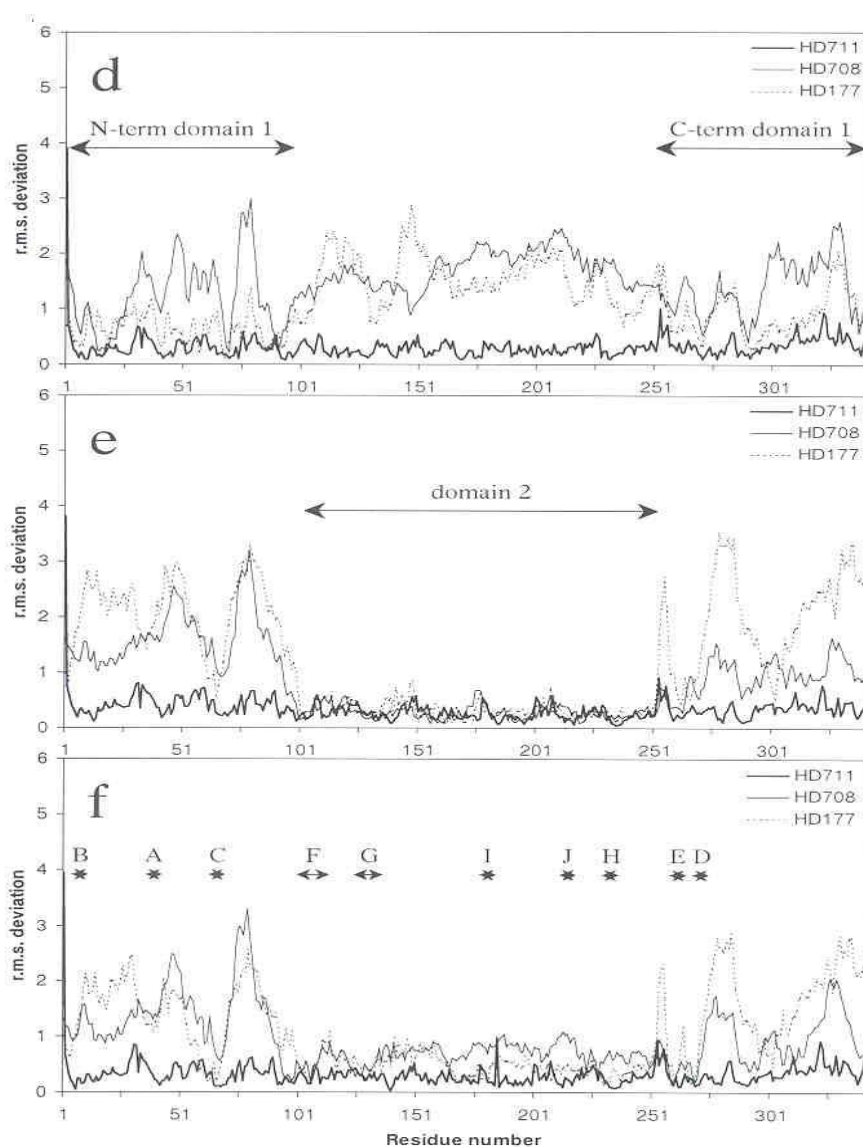 6
d
HD711
HD708
HD177
5
N-term domain 1
C-term domain 1
4
3
2
1
0
r.m.s. deviation
1 51 101 151 201 251 301
6
e
HD711
HD708
HD177
5
domain 2
4
3
2
1
0
r.m.s. deviation
1 51 101 151 201 251 301
6
f
HD711
HD708
HD177
5
B A C F G I J H E D
4
3
2
1
0
r.m.s. deviation
1 51 101 151 201 251 301
Residue number